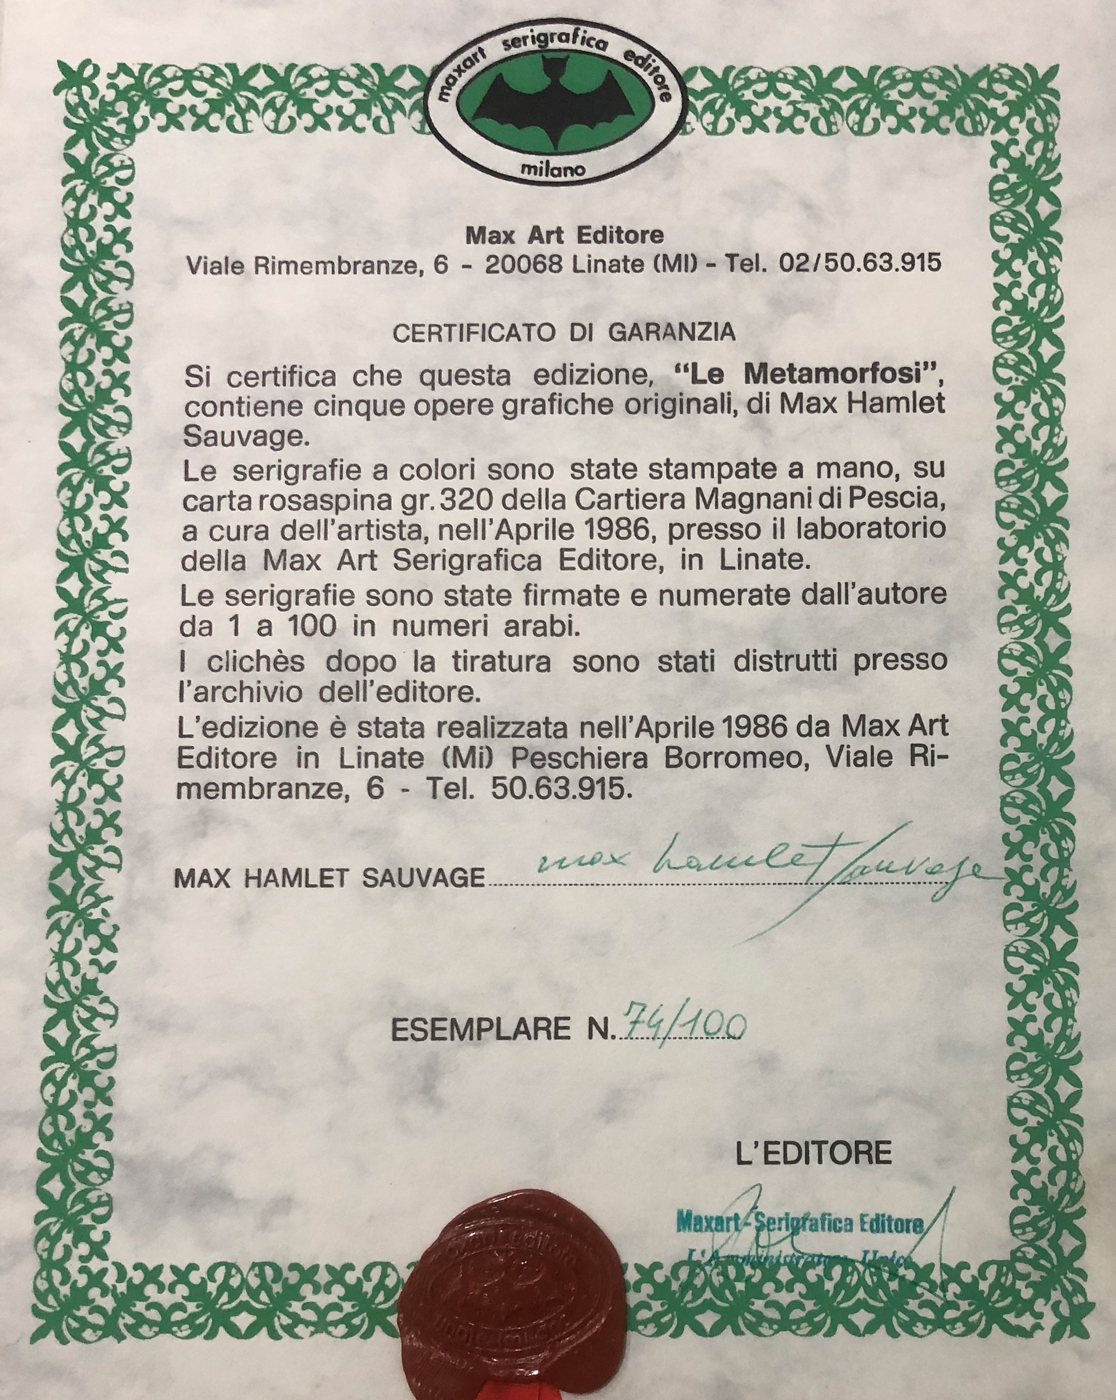 maxart serigrafica editore
milano
Max Art Editore
Viale Rimembranze, 6 - 20068 Linate (MI) - Tel. 02/50.63.915
CERTIFICATO DI GARANZIA
Si certifica che questa edizione, “Le Metamorfosi”,
contiene cinque opere grafiche originali, di Max Hamlet
Sauvage.
Le serigrafie a colori sono state stampate a mano, su
carta rosaspina gr. 320 della Cartiera Magnani di Pescia,
a cura dell'artista, nell'Aprile 1986, presso il laboratorio
della Max Art Serigrafica Editore, in Linate.
Le serigrafie sono state firmate e numerate dall'autore
da 1 a 100 in numeri arabi.
I clichès dopo la tiratura sono stati distrutti presso
l'archivio dell'editore.
L'edizione è stata realizzata nell'Aprile 1986 da Max Art
Editore in Linate (Mi) Peschiera Borromeo, Viale Ri-
membranze, 6 - Tel. 50.63.915.
MAX HAMLET SAUVAGE max hamlet Sauvage
ESEMPLARE N. 74/100
L'EDITORE
Maxart-Serigrafica Editore
L'Amministratore Unico